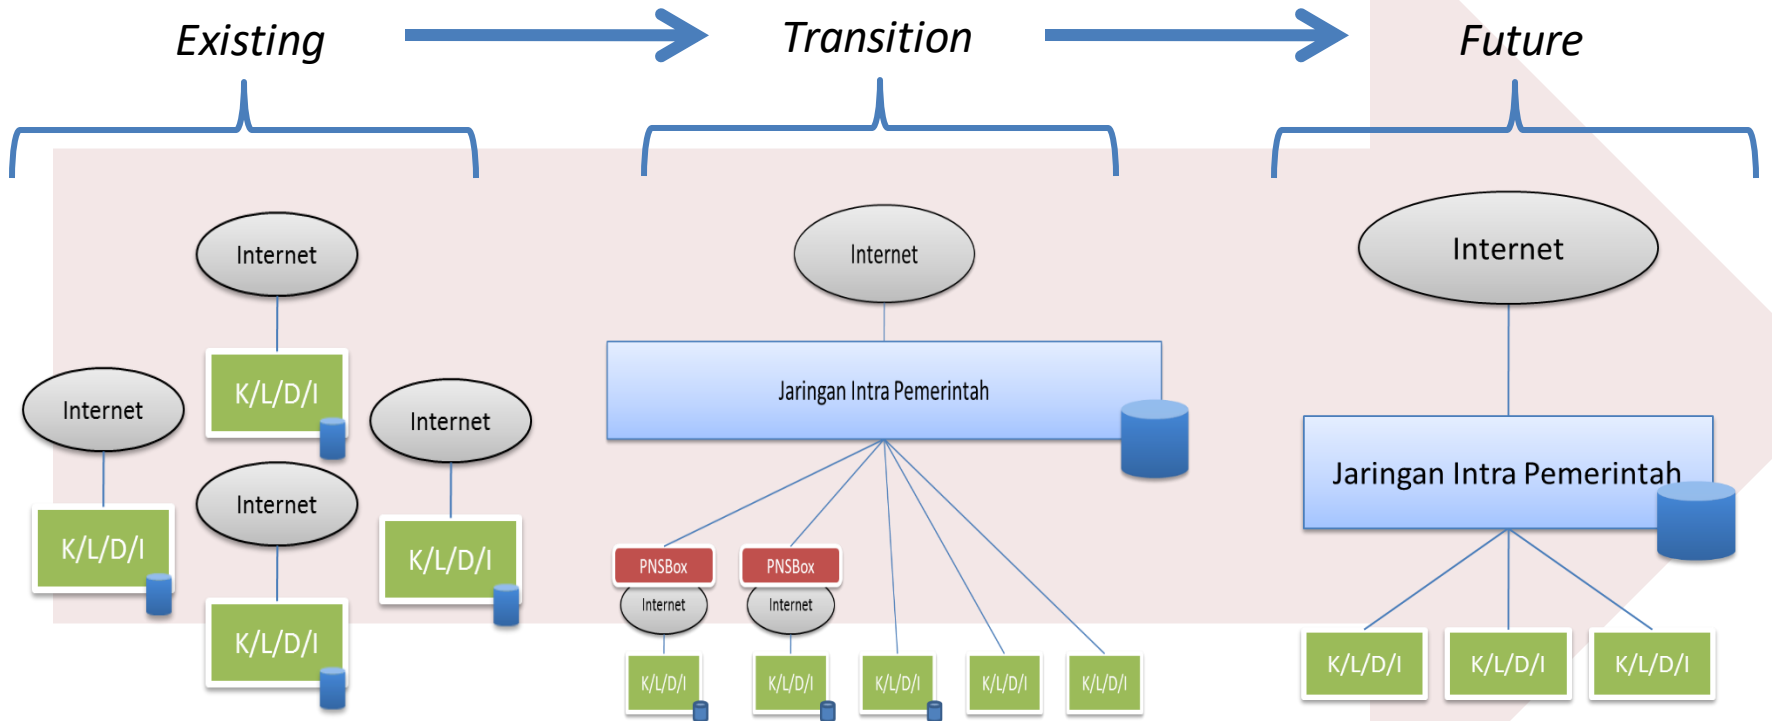 Existing
Transition
Future
Internet
K/L/D/I
Internet
K/L/D/I
Internet
K/L/D/I
Internet
K/L/D/I
Internet
Jaringan Intra Pemerintah
PNSBox
PNSBox
Internet
Internet
K/L/D/I
K/L/D/I
K/L/D/I
K/L/D/I
K/L/D/I
Internet
Jaringan Intra Pemerintah
K/L/D/I
K/L/D/I
K/L/D/I